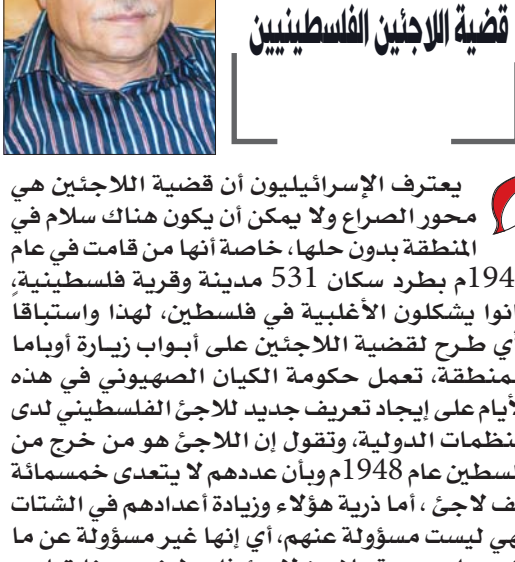 قضية اللاجئين الفلسطينيين
يعترف الإسرائيليون أن قضية اللاجئين هي
محور الصراع ولا يمكن أن يكون هناك سلام في
المنطقة بدون حلها، خاصة أنها من قامت في عام
194م بطرد سكان 531 مدينة وقرية فلسطينية،
انوا يشكلون الأغلبية في فلسطين، لهذا واستباقاً
أي طرح لقضية اللاجئين على أبواب زيارة أوباما
لمنطقة، تعمل حكومة الكيان الصهيوني في هذه
لأيام على إيجاد تعريف جديد للاجئ الفلسطيني لدى
نظمات الدولية، وتقول إن اللاجئ هو من خرج من
لسطين عام 1948م وبأن عددهم لا يتعدى خمسمائة
ف لاجئ ، أما ذرية هؤلاء وزيادة أعدادهم في الشتات
هي ليست مسؤولة عنهم، أي إنها غير مسؤولة عن ما